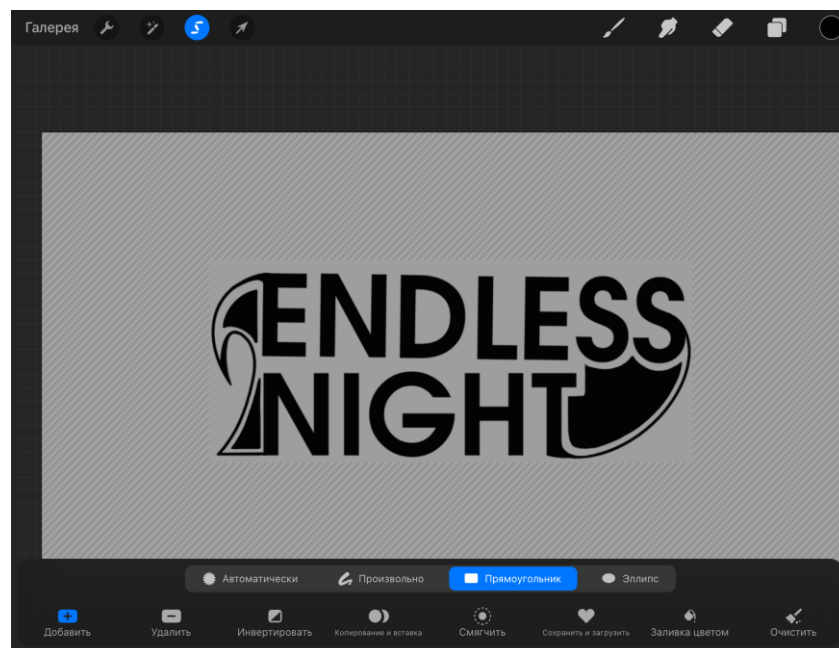 Галерея
ENDLESS
NIGHT
Автоматически Произвольно Прямоугольник Эллипс
Добавить Удалить Инвертировать Копирование и вставка Смягчить Сохранить и загрузить Заливка цветом Очистить